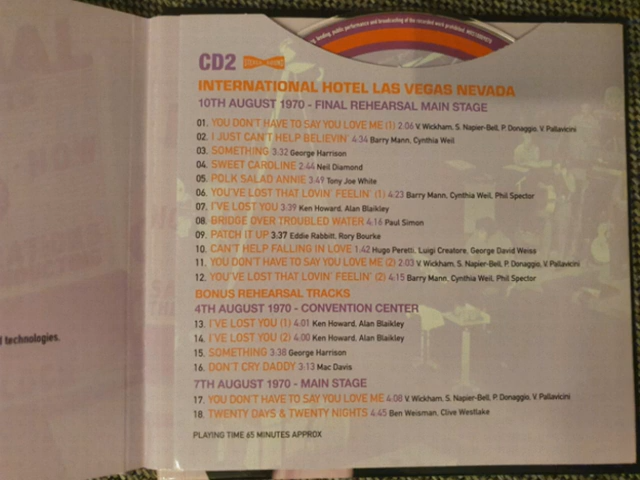 lending, public performance and broadcasting of the recorded work prohibited.
CD2
INTERNATIONAL HOTEL LAS VEGAS NEVADA
10TH AUGUST 1970 - FINAL REHEARSAL MAIN STAGE
01. YOU DON'T HAVE TO SAY YOU LOVE ME (1) 2:06 V. Wickham, S. Napier-Bell, P. Donaggio, V. Pallavicini
02. I JUST CAN'T HELP BELIEVIN' 4:34 Barry Mann, Cynthia Weil
03. SOMETHING 3:32 George Harrison
04. SWEET CAROLINE 2:44 Neil Diamond
05. POLK SALAD ANNIE 3:49 Tony Joe White
06. YOU'VE LOST THAT LOVIN' FEELIN' (1) 4:23 Barry Mann, Cynthia Weil, Phil Spector
07. I'VE LOST YOU 3:39 Ken Howard, Alan Blaikley
08. BRIDGE OVER TROUBLED WATER 4:16 Paul Simon
09. PATCH IT UP 3:37 Eddie Rabbitt, Rory Bourke
10. CAN'T HELP FALLING IN LOVE 1:42 Hugo Peretti, Luigi Creatore, George David Weiss
11. YOU DON'T HAVE TO SAY YOU LOVE ME (2) 2:03 V. Wickham, S. Napier-Bell, P. Donaggio, V. Pallavicini
12. YOU'VE LOST THAT LOVIN' FEELIN' (2) 4:15 Barry Mann, Cynthia Weil, Phil Spector
BONUS REHEARSAL TRACKS
4TH AUGUST 1970 - CONVENTION CENTER
13. I'VE LOST YOU (1) 4:01 Ken Howard, Alan Blaikley
14. I'VE LOST YOU (2) 4:00 Ken Howard, Alan Blaikley
15. SOMETHING 3:38 George Harrison
16. DON'T CRY DADDY 3:13 Mac Davis
7TH AUGUST 1970 - MAIN STAGE
17. YOU DON'T HAVE TO SAY YOU LOVE ME 4:08 V. Wickham, S. Napier-Bell, P. Donaggio, V. Pallavicini
18. TWENTY DAYS & TWENTY NIGHTS 4:45 Ben Weisman, Clive Westlake
PLAYING TIME 65 MINUTES APPROX
technologies.